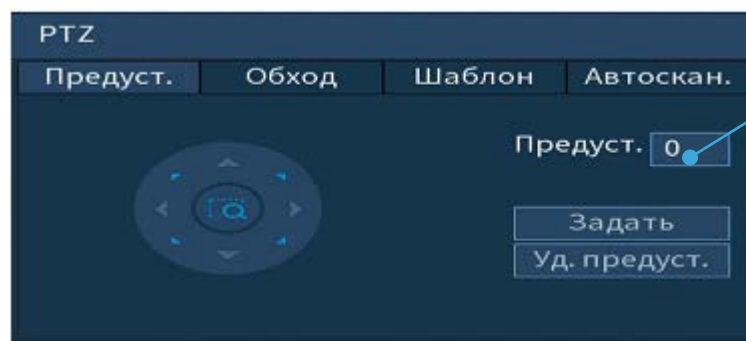 PTZ
Предуст. Обход Шаблон Автоскан.
Предуст. 0
Задать
Уд. предуст.